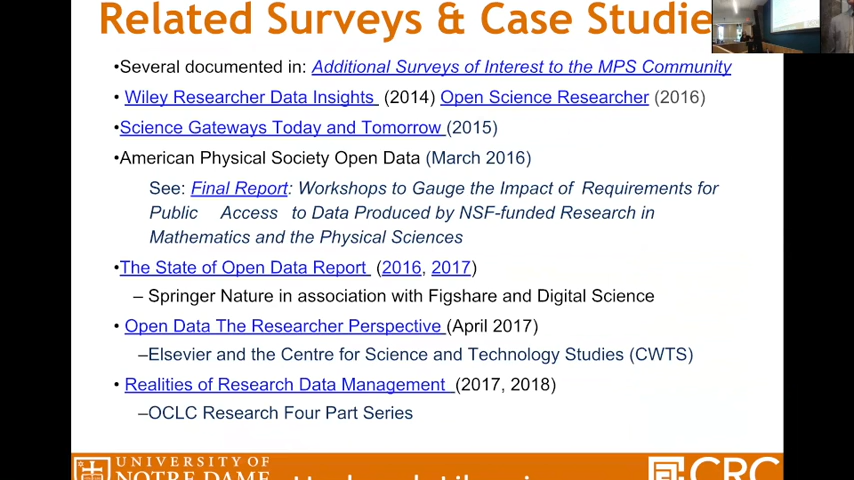 Related Surveys & Case Studie
•Several documented in: Additional Surveys of Interest to the MPS Community
• Wiley Researcher Data Insights (2014) Open Science Researcher (2016)
•Science Gateways Today and Tomorrow (2015)
•American Physical Society Open Data (March 2016)
See: Final Report: Workshops to Gauge the Impact of Requirements for
Public Access to Data Produced by NSF-funded Research in
Mathematics and the Physical Sciences
•The State of Open Data Report (2016, 2017)
– Springer Nature in association with Figshare and Digital Science
• Open Data The Researcher Perspective (April 2017)
–Elsevier and the Centre for Science and Technology Studies (CWTS)
• Realities of Research Data Management (2017, 2018)
–OCLC Research Four Part Series
UNIVERSITY OF
NOTRE DAME
CRC